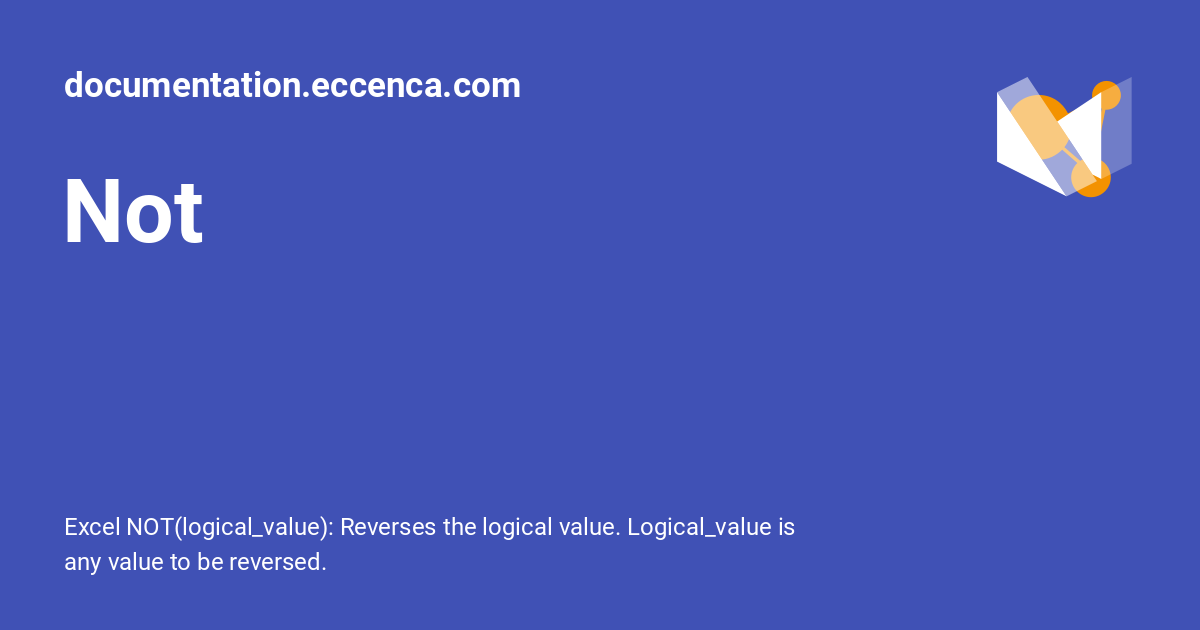 documentation.eccenca.com
Not
Excel NOT(logical_value): Reverses the logical value. Logical_value is
any value to be reversed.